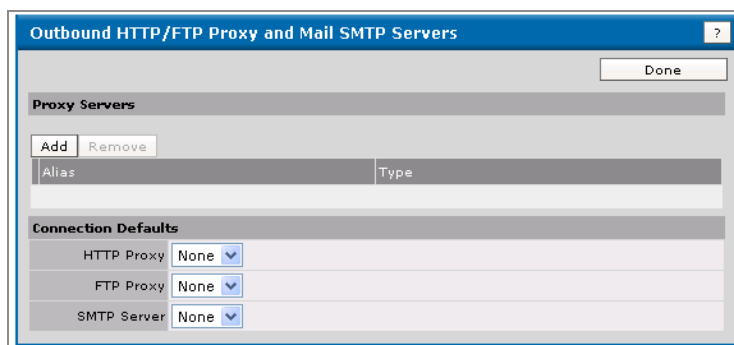 Outbound HTTP/FTP Proxy and Mail SMTP Servers ?
Done
Proxy Servers
Add Remove
Alias Type
Connection Defaults
HTTP Proxy None
FTP Proxy None
SMTP Server None